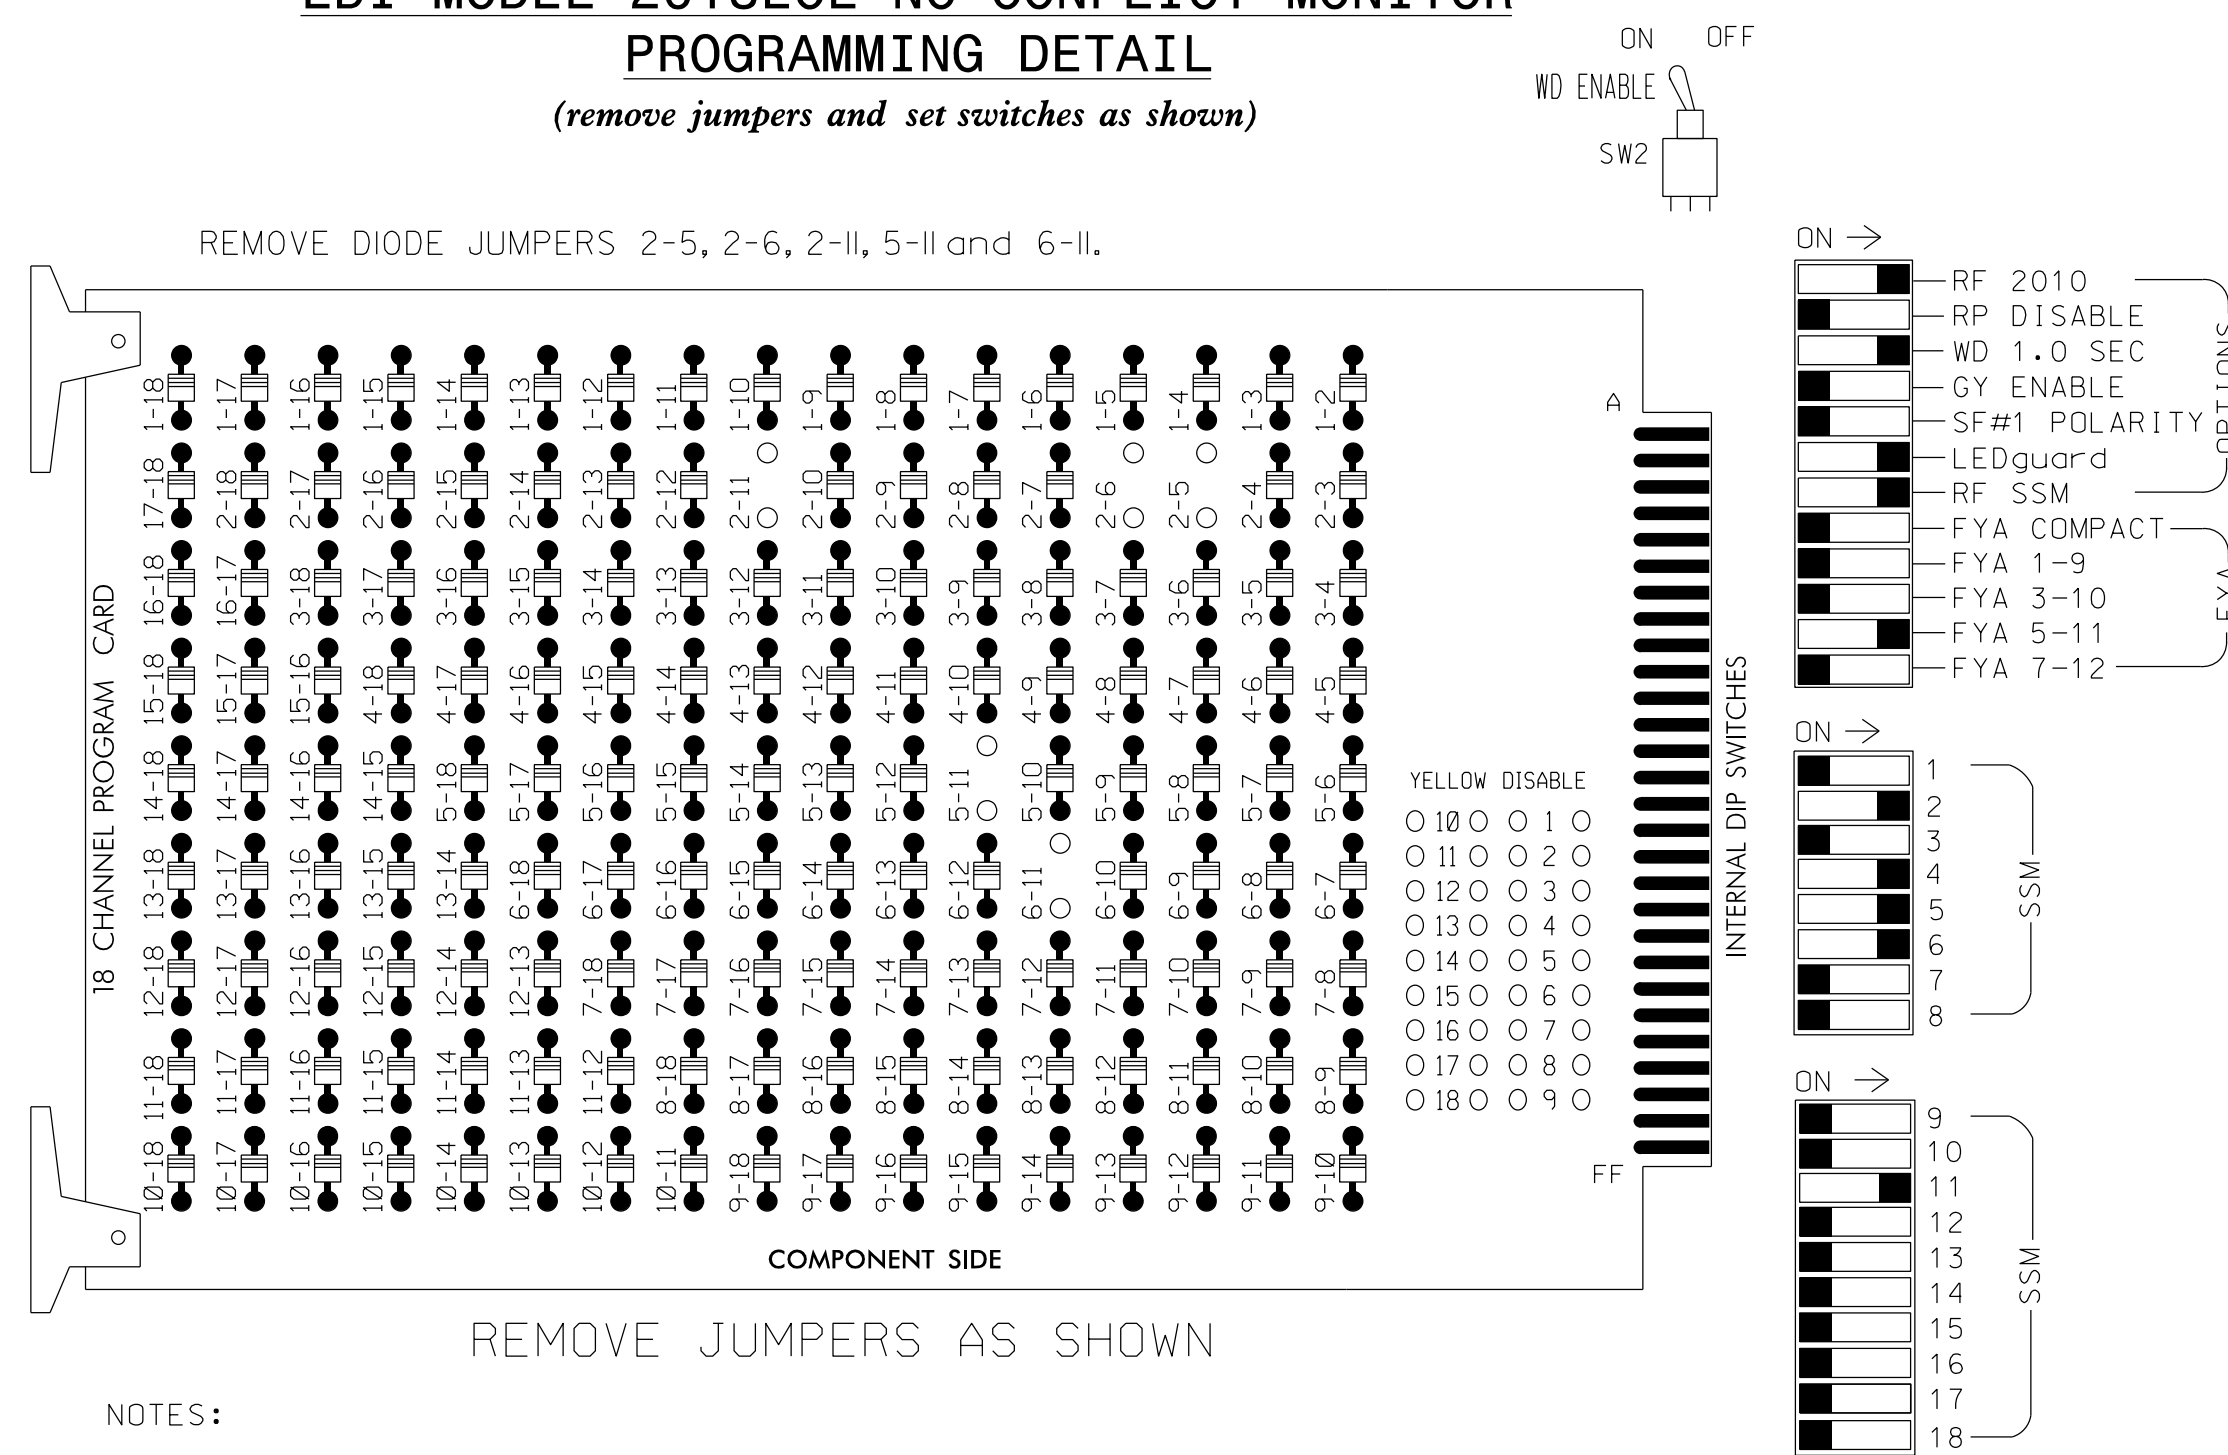 PROGRAMMING DETAIL
(remove jumpers and set switches as shown)
ON OFF
WD ENABLE
SW2
REMOVE DIODE JUMPERS 2-5, 2-6, 2-11, 5-11 and 6-11.
18 CHANNEL PROGRAM CARD
1-18 1-17 1-16 1-15 1-14 1-13 1-12 1-11 1-10 1-9 1-8 1-7 1-6 1-5 1-4 1-3 1-2
17-18 2-18 2-17 2-16 2-15 2-14 2-13 2-12 2-11 2-10 2-9 2-8 2-7 2-6 2-5 2-4 2-3
16-18 16-17 3-18 3-17 3-16 3-15 3-14 3-13 3-12 3-11 3-10 3-9 3-8 3-7 3-6 3-5 3-4
15-18 15-17 15-16 4-18 4-17 4-16 4-15 4-14 4-13 4-12 4-11 4-10 4-9 4-8 4-7 4-6 4-5
14-18 14-17 14-16 14-15 5-18 5-17 5-16 5-15 5-14 5-13 5-12 5-11 5-10 5-9 5-8 5-7 5-6
13-18 13-17 13-16 13-15 13-14 6-18 6-17 6-16 6-15 6-14 6-13 6-12 6-11 6-10 6-9 6-8 6-7
12-18 12-17 12-16 12-15 12-14 12-13 7-18 7-17 7-16 7-15 7-14 7-13 7-12 7-11 7-10 7-9 7-8
11-18 11-17 11-16 11-15 11-14 11-13 11-12 8-18 8-17 8-16 8-15 8-14 8-13 8-12 8-11 8-10 8-9
10-18 10-17 10-16 10-15 10-14 10-13 10-12 10-11 9-18 9-17 9-16 9-15 9-14 9-13 9-12 9-11 9-10
A
YELLOW DISABLE
10 1
11 2
12 3
13 4
14 5
15 6
16 7
17 8
18 9
FF
COMPONENT SIDE
REMOVE JUMPERS AS SHOWN
NOTES:
INTERNAL DIP SWITCHES
ON
RF 2010
RP DISABLE
WD 1.0 SEC
GY ENABLE
SF#1 POLARITY
LEDguard
RF SSM
OPTIONS
FYA COMPACT
FYA 1-9
FYA 3-10
FYA 5-11
FYA 7-12
ON
1
2
3
4
5
6
7
8
SSM
ON
9
10
11
12
13
14
15
16
17
18
SSM